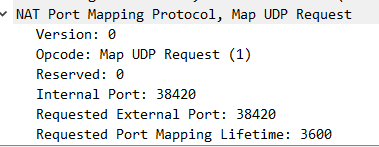 NAT Port Mapping Protocol, Map UDP Request
Version: 0
Opcode: Map UDP Request (1)
Reserved: 0
Internal Port: 38420
Requested External Port: 38420
Requested Port Mapping Lifetime: 3600